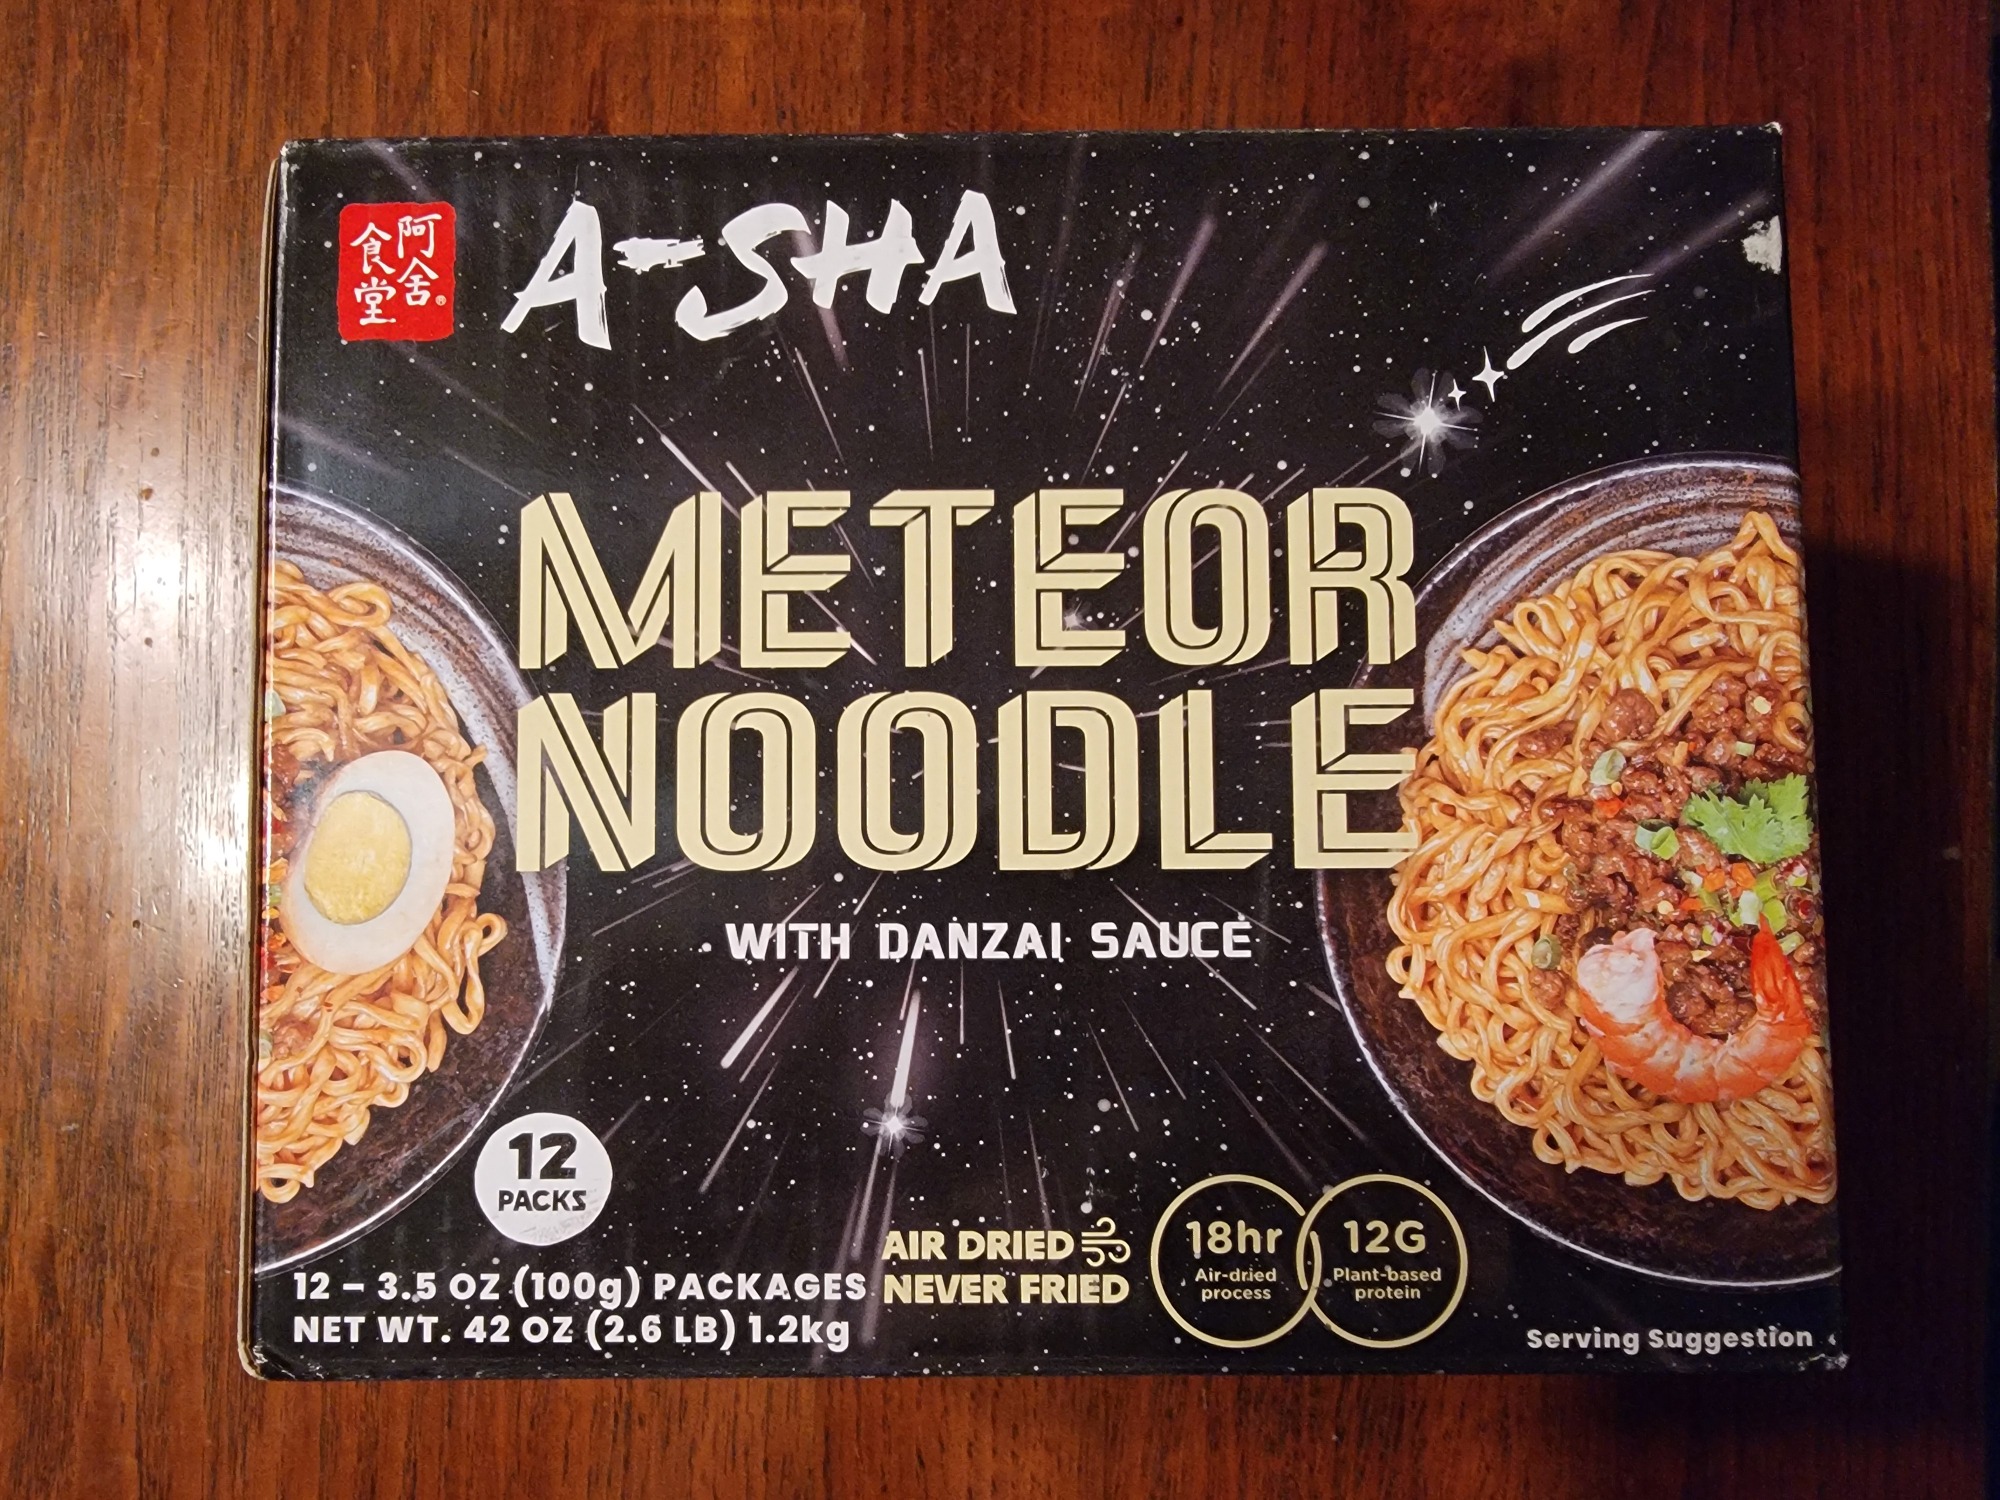 阿舍
食堂
®
A-SHA
METEOR
NOODLE
WITH DANZAI SAUCE
12
PACKS
12 – 3.5 OZ (100g) PACKAGES
NET WT. 42 OZ (2.6 LB) 1.2kg
AIR DRIED
NEVER FRIED
18hr
Air-dried
process
12G
Plant-based
protein
Serving Suggestion